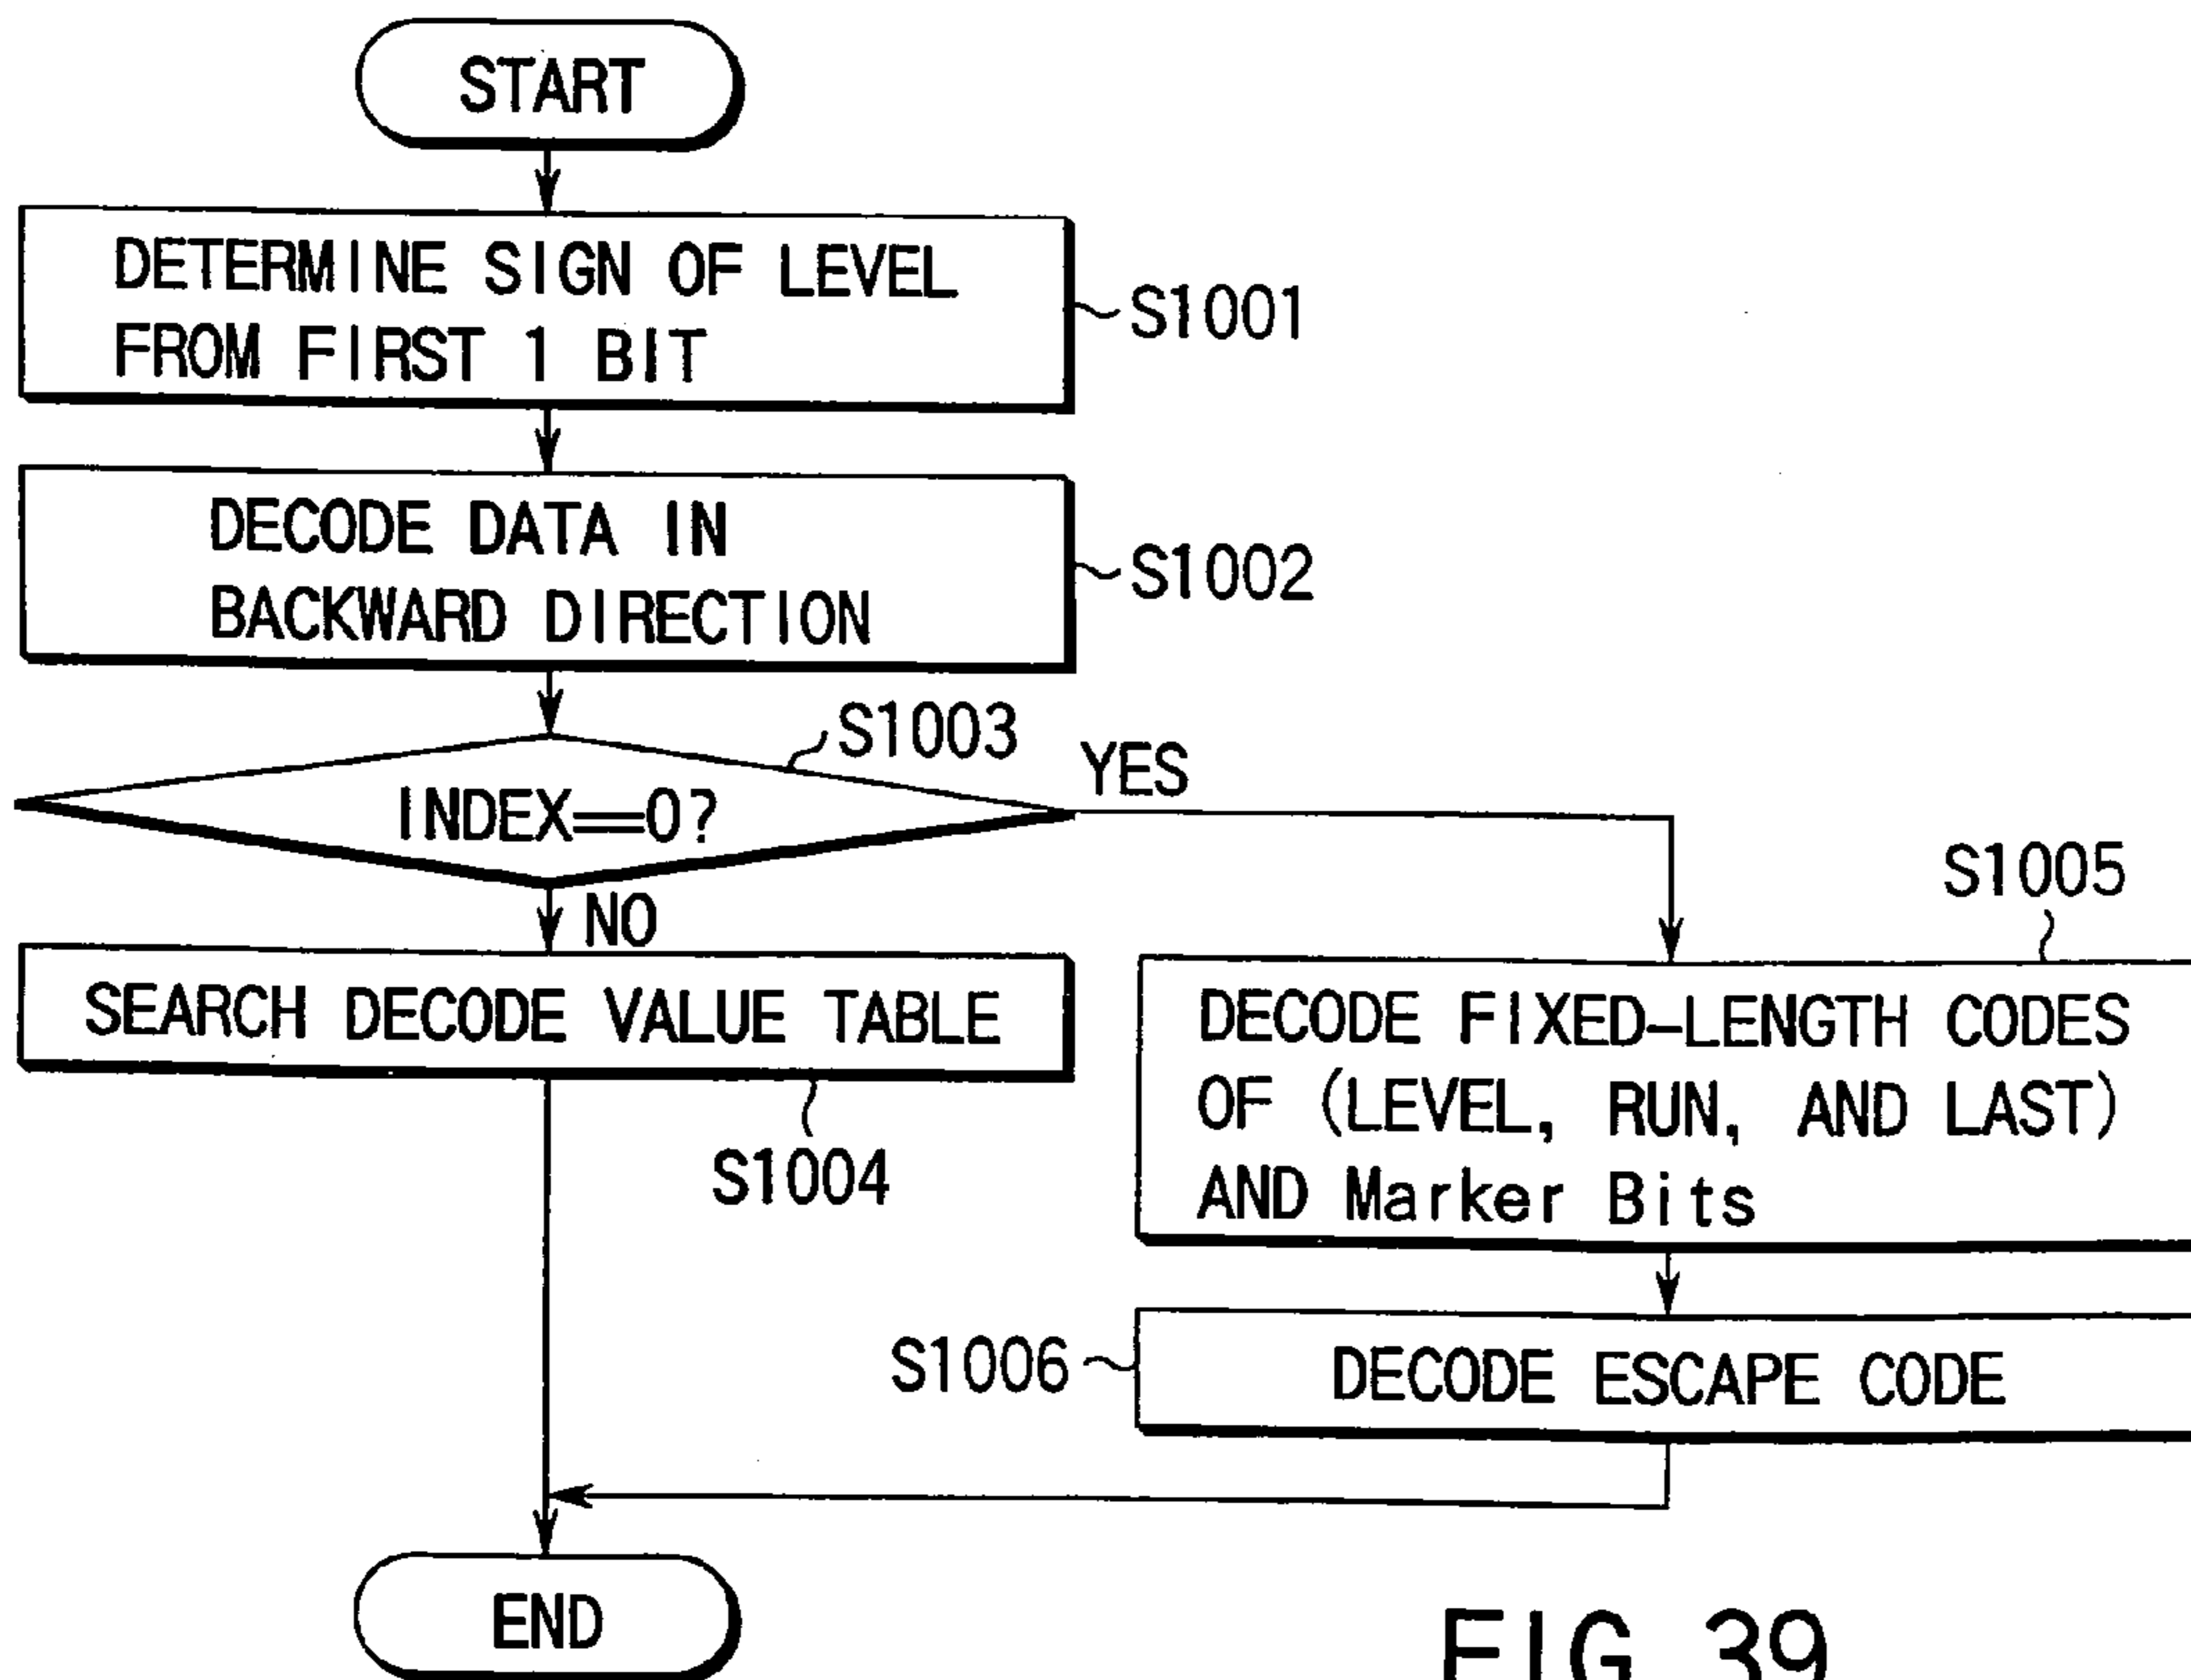 START
DETERMINE SIGN OF LEVEL
FROM FIRST 1 BIT
S1001
DECODE DATA IN
BACKWARD DIRECTION
S1002
S1003
YES
INDEX==0?
NO
SEARCH DECODE VALUE TABLE
S1004
S1005
DECODE FIXED-LENGTH CODES
OF (LEVEL, RUN, AND LAST)
AND Marker Bits
S1006
DECODE ESCAPE CODE
END
FIG 39